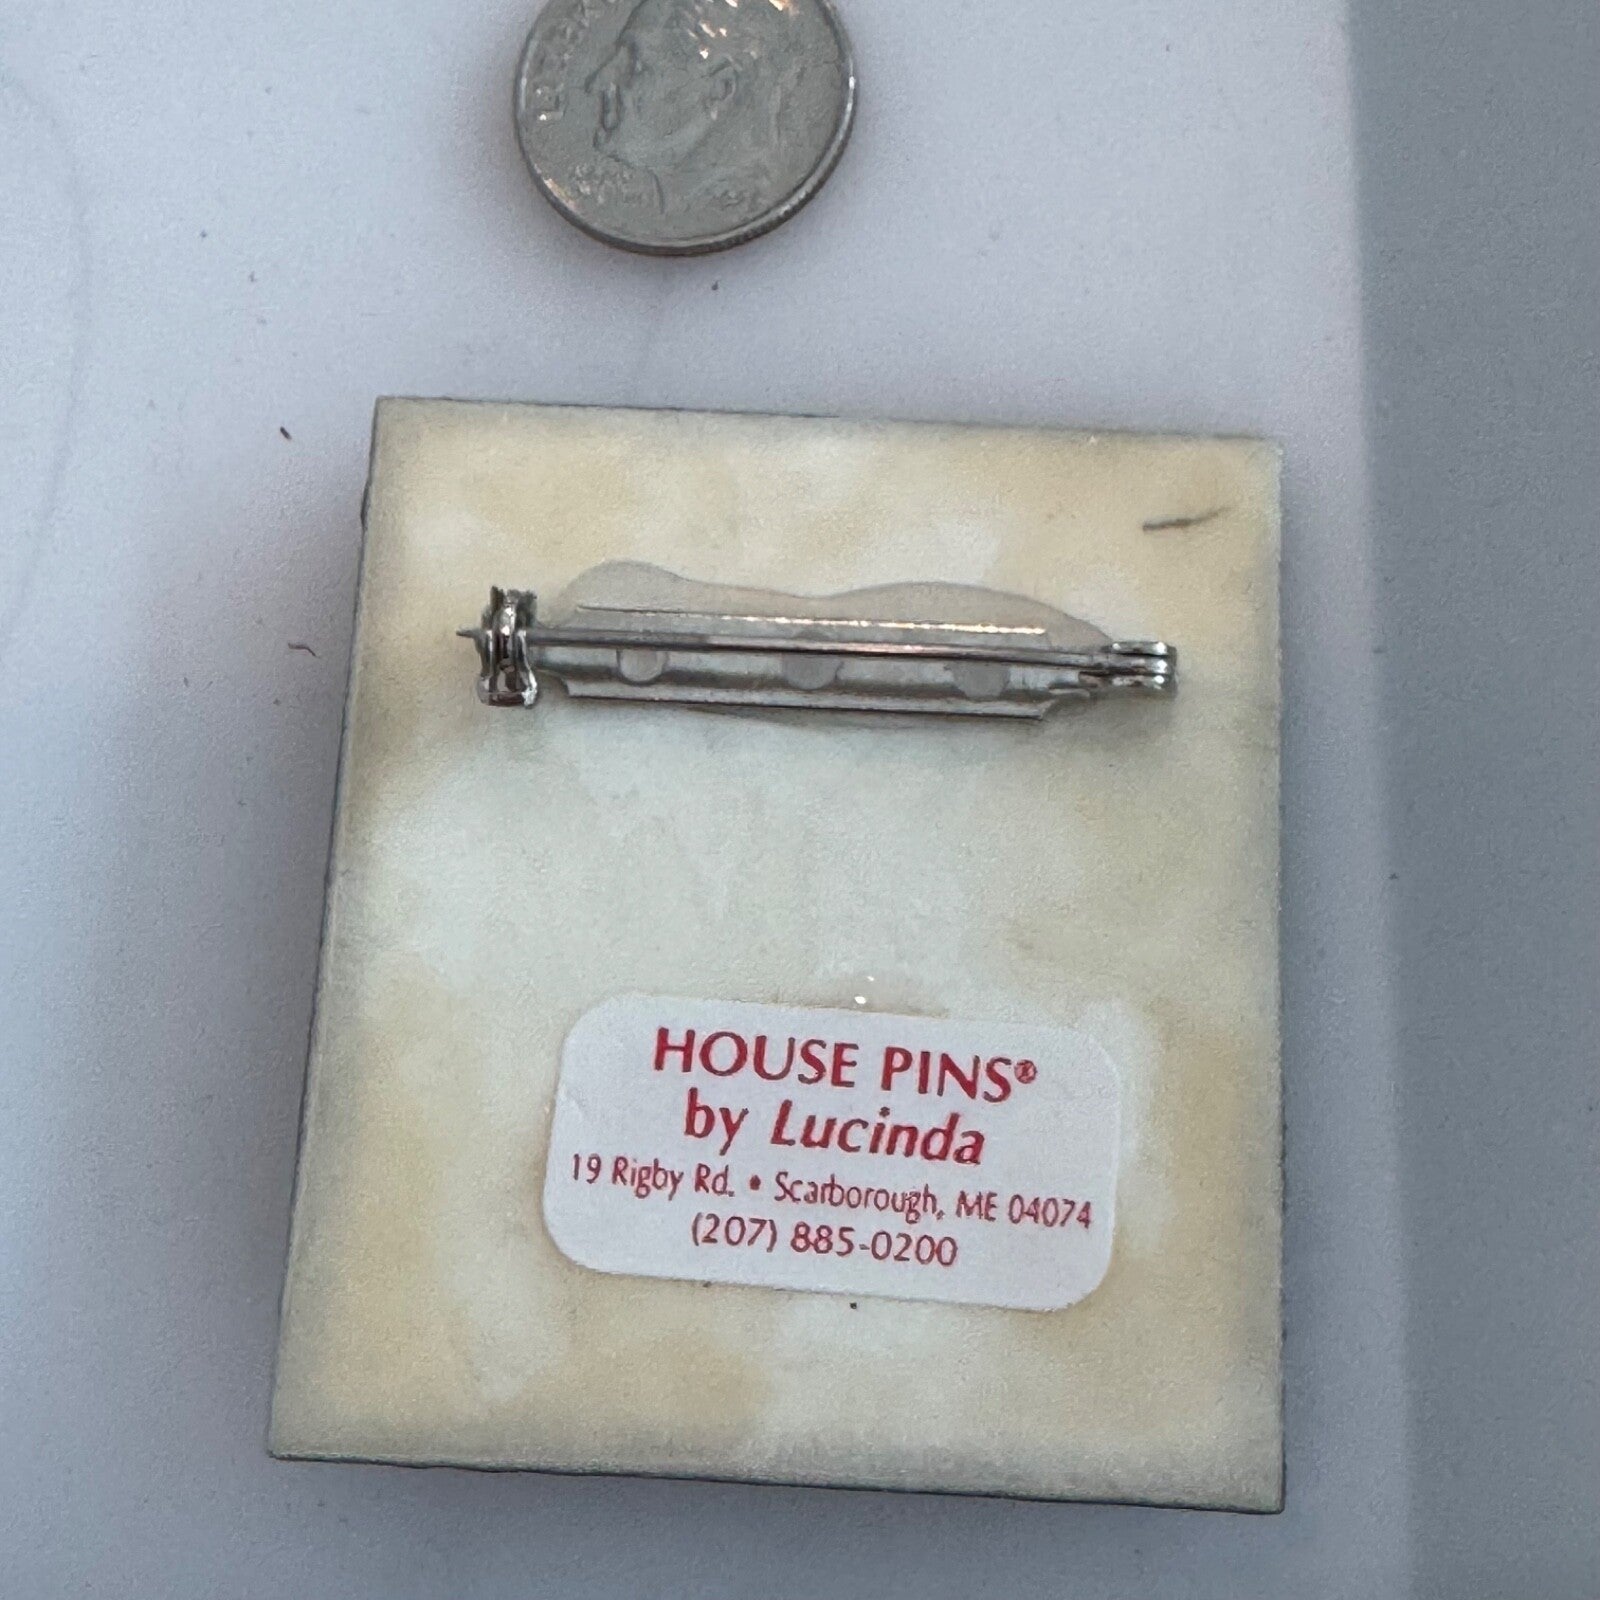 HOUSE PINS®
by Lucinda
19 Rigby Rd. • Scarborough, ME 04074
(207) 885-0200